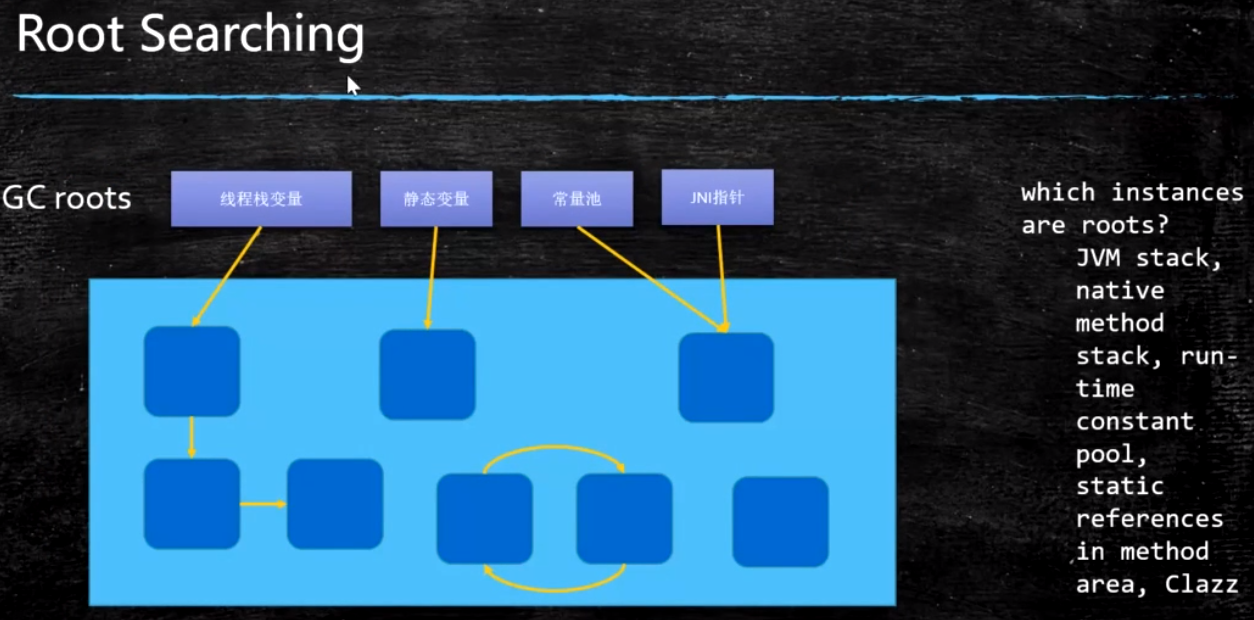 Root Searching
GC roots
线程栈变量
静态变量
常量池
JNI指针
which instances
are roots?
JVM stack,
native
method
stack, run-
time
constant
pool,
static
references
in method
area, Clazz